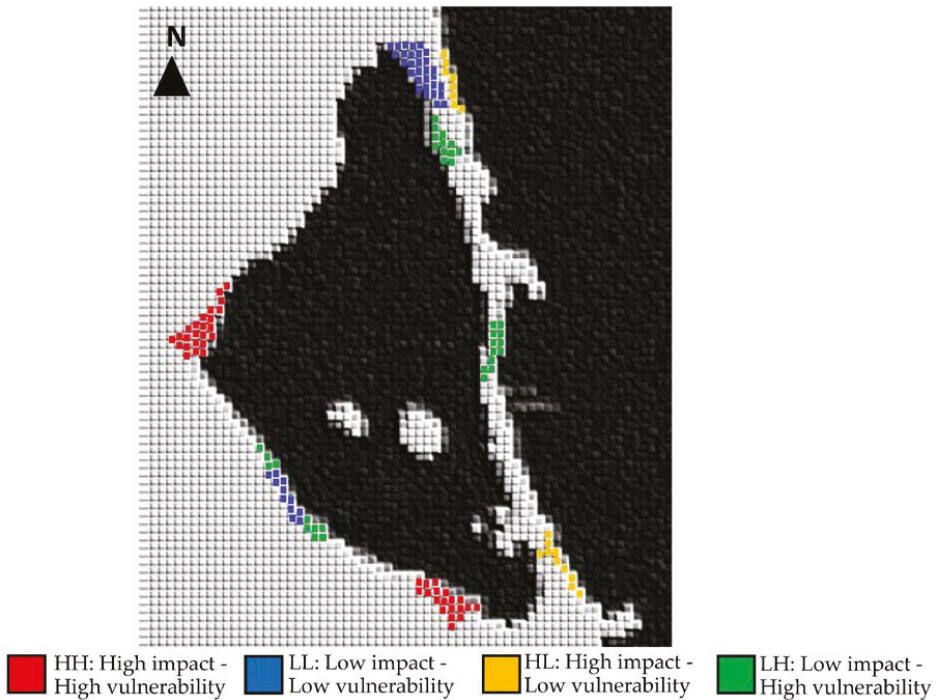 N
HH: High impact -
High vulnerability
LL: Low impact -
Low vulnerability
HL: High impact -
Low vulnerability
LH: Low impact -
High vulnerability